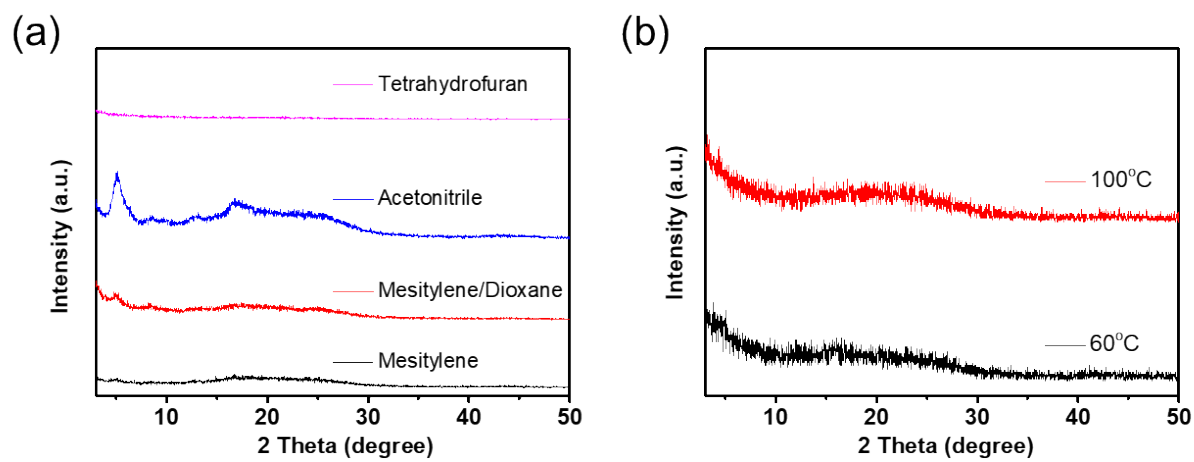 (a)
Tetrahydrofuran
Acetonitrile
Mesitylene/Dioxane
Mesitylene
Intensity (a.u.)
10 20 30 40 50
2 Theta (degree)
(b)
100°C
60°C
Intensity (a.u.)
10 20 30 40 50
2 Theta (degree)